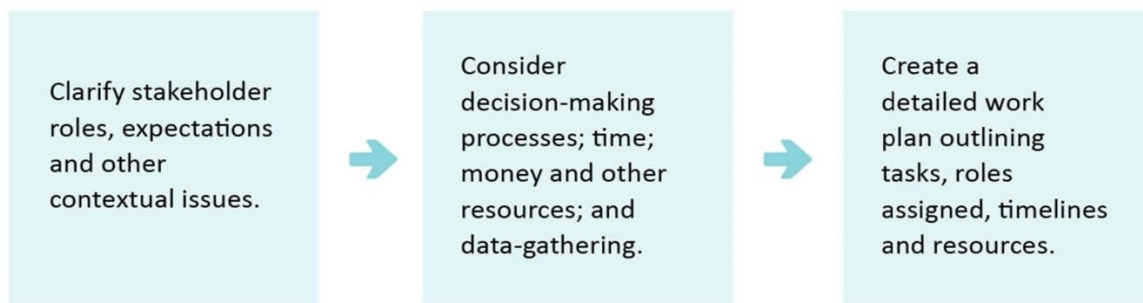 Clarify stakeholder
roles, expectations
and other
contextual issues.
Consider
decision-making
processes; time;
money and other
resources; and
data-gathering.
Create a
detailed work
plan outlining
tasks, roles
assigned, timelines
and resources.